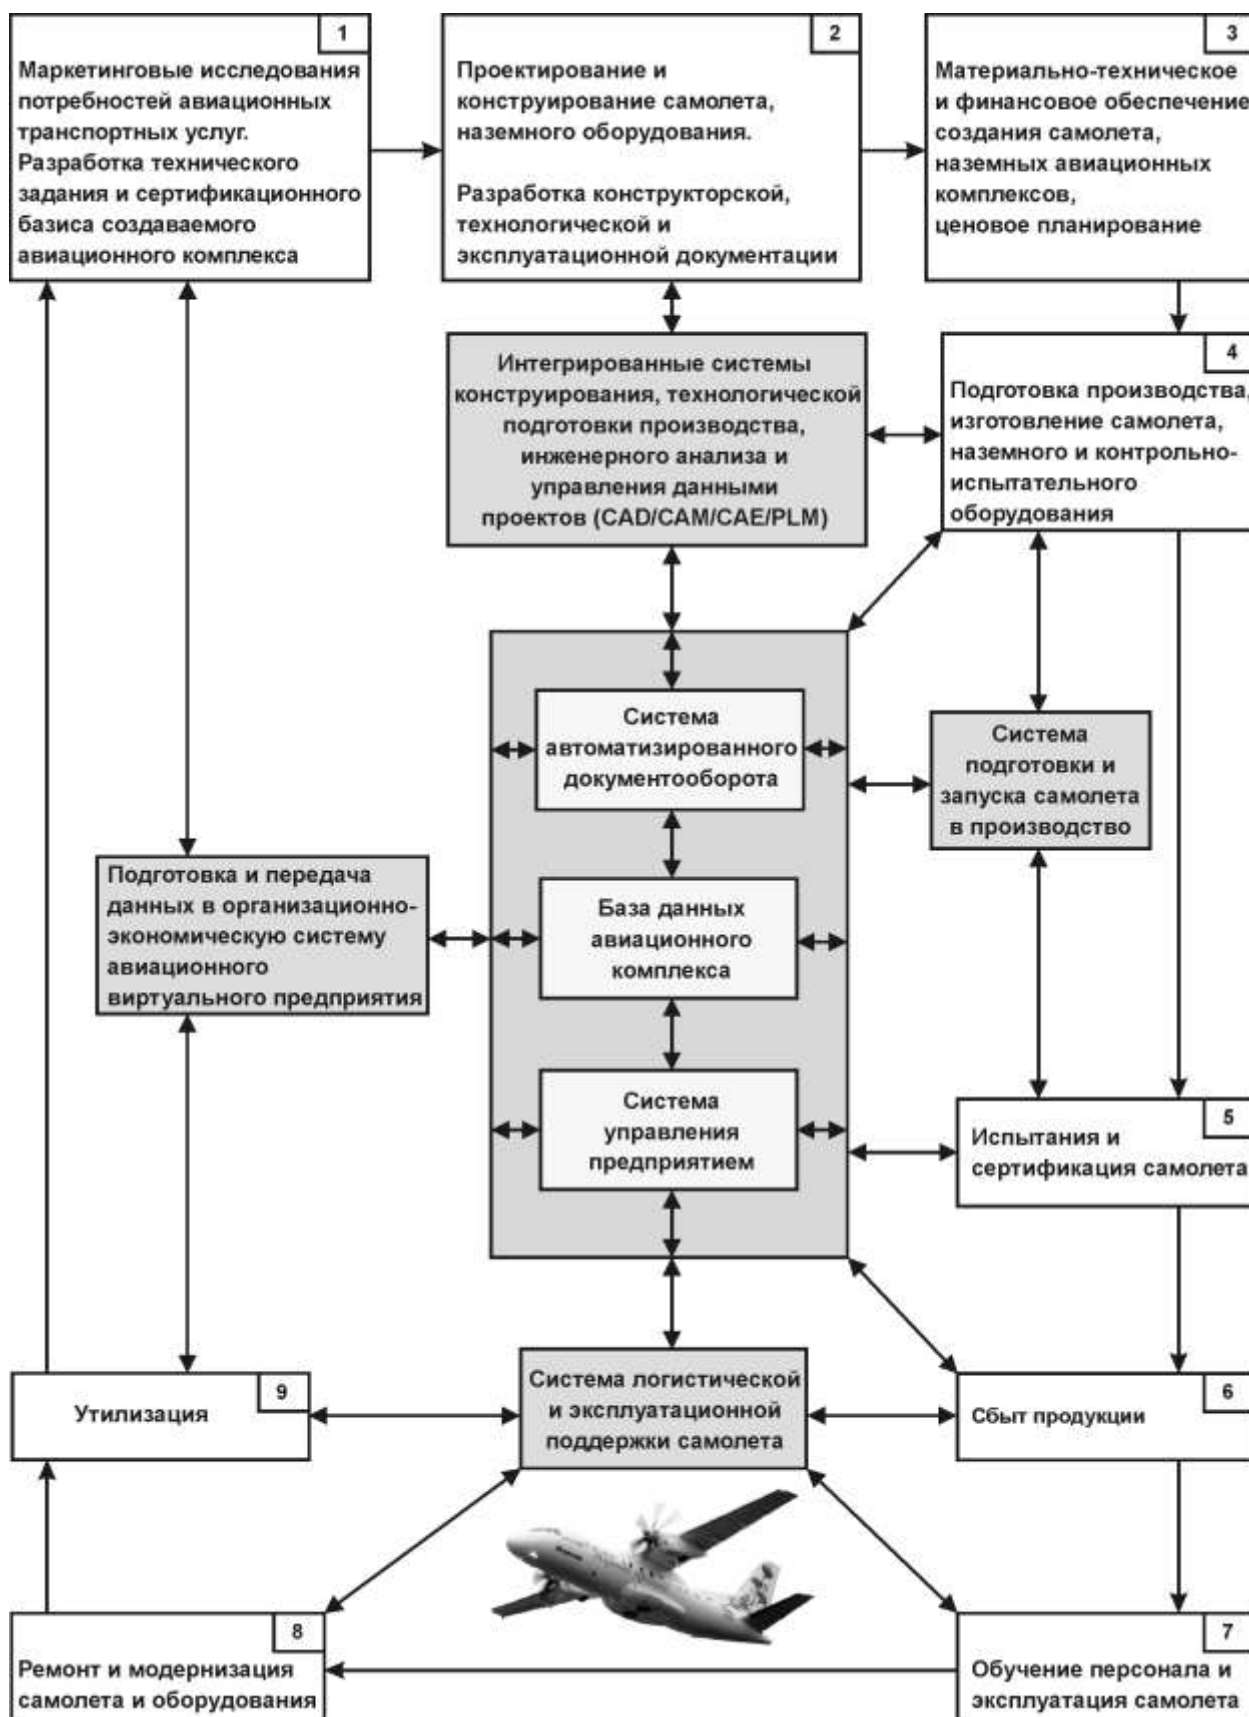 1
Маркетинговые исследования
потребностей авиационных
транспортных услуг.
Разработка технического
задания и сертификационного
базиса создаваемого
авиационного комплекса
2
Проектирование и
конструирование самолета,
наземного оборудования.
Разработка конструкторской,
технологической и
эксплуатационной документации
3
Материально-техническое
и финансовое обеспечение
создания самолета,
наземных авиационных
комплексов,
ценовое планирование
Интегрированные системы
конструирования, технологической
подготовки производства,
инженерного анализа и
управления данными
проектов (CAD/CAM/CAE/PLM)
4
Подготовка производства,
изготовление самолета,
наземного и контрольно-
испытательного
оборудования
Система
автоматизированного
документооборота
Система
подготовки и
запуска самолета
в производство
Подготовка и передача
данных в организационно-
экономическую систему
авиационного
виртуального предприятия
База данных
авиационного
комплекса
Система
управления
предприятием
5
Испытания и
сертификация самолета
9
Утилизация
Система логистической
и эксплуатационной
поддержки самолета
6
Сбыт продукции
8
Ремонт и модернизация
самолета и оборудования
7
Обучение персонала и
эксплуатация самолета